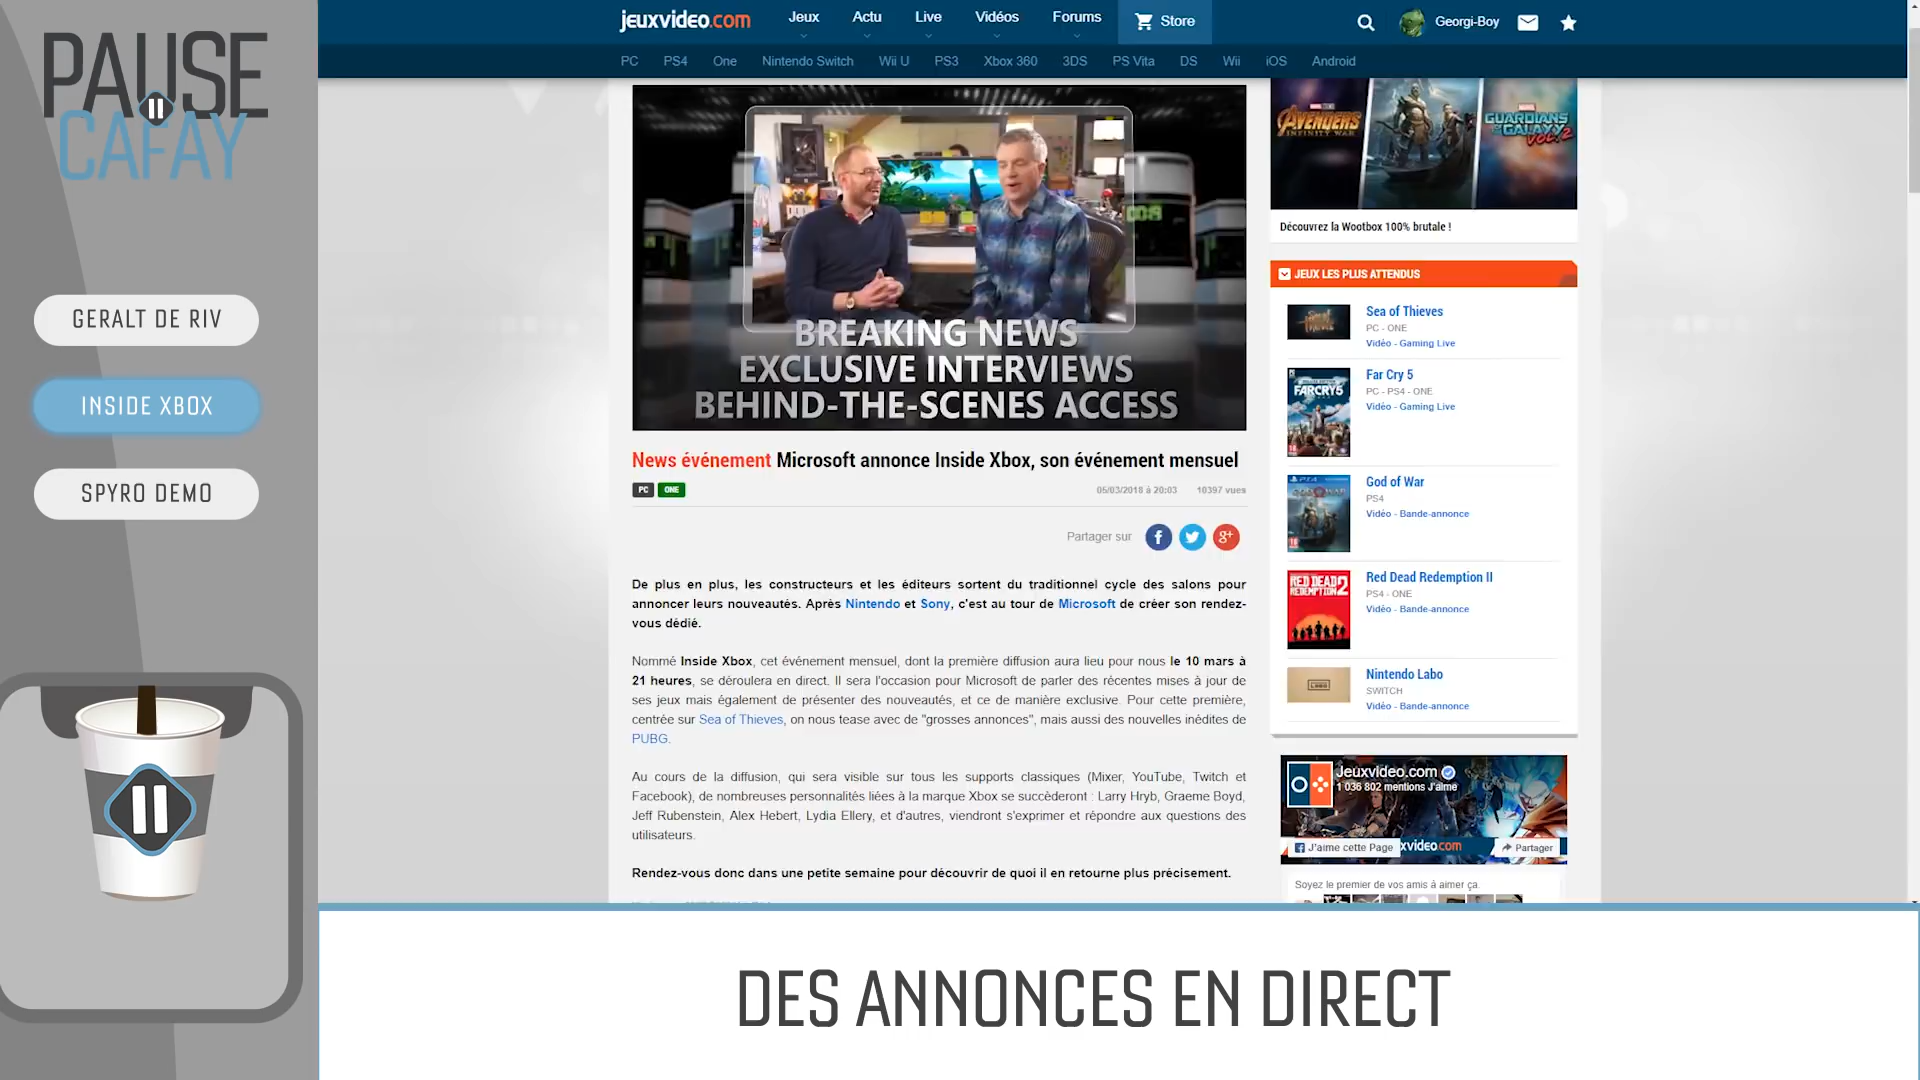 PAUSE
CAFAY
GERALT DE RIV
INSIDE XBOX
SPYRO DEMO
jeuxvideo.com
Jeux
Actu
Live
Vidéos
Forums
Store
Georgi-Boy
PC
PS4
One
Nintendo Switch
Wii U
PS3
Xbox 360
3DS
PS Vita
DS
Wii
iOS
Android
BREAKING NEWS
EXCLUSIVE INTERVIEWS
BEHIND-THE-SCENES ACCESS
News événement Microsoft annonce Inside Xbox, son événement mensuel
PC ONE
05/03/2018 à 20:03 10397 vues
Partager sur
De plus en plus, les constructeurs et les éditeurs sortent du traditionnel cycle des salons pour
annoncer leurs nouveautés. Après Nintendo et Sony, c'est au tour de Microsoft de créer son rendez-
vous dédié.
Nommé Inside Xbox, cet événement mensuel, dont la première diffusion aura lieu pour nous le 10 mars à
21 heures, se déroulera en direct. Il sera l'occasion pour Microsoft de parler des récentes mises à jour de
ses jeux mais également de présenter des nouveautés, et ce de manière exclusive. Pour cette première,
centrée sur Sea of Thieves, on nous tease avec de "grosses annonces", mais aussi des nouvelles inédites de
PUBG.
Au cours de la diffusion, qui sera visible sur tous les supports classiques (Mixer, YouTube, Twitch et
Facebook), de nombreuses personnalités liées à la marque Xbox se succèderont : Larry Hryb, Graeme Boyd,
Jeff Rubenstein, Alex Hebert, Lydia Ellery, et d'autres, viendront s'exprimer et répondre aux questions des
utilisateurs.
Rendez-vous donc dans une petite semaine pour découvrir de quoi il en retourne plus précisément.
AVENGERS
INFINITY WAR
MARVEL
GUARDIANS
GALAXY
VOL.2
Découvrez la Wootbox 100% brutale !
JEUX LES PLUS ATTENDUS
Sea of Thieves
PC - ONE
Vidéo - Gaming Live
FARCRY5
Far Cry 5
PC - PS4 - ONE
Vidéo - Gaming Live
God of War
PS4
Vidéo - Bande-annonce
RED DEAD
REDEMPTION 2
Red Dead Redemption II
PS4 - ONE
Vidéo - Bande-annonce
LABO
Nintendo Labo
SWITCH
Vidéo - Bande-annonce
Jeuxvideo.com
1 036 802 mentions J'aime
J'aime cette Page
xvideo.com
Partager
Soyez le premier de vos amis à aimer ça.
DES ANNONCES EN DIRECT